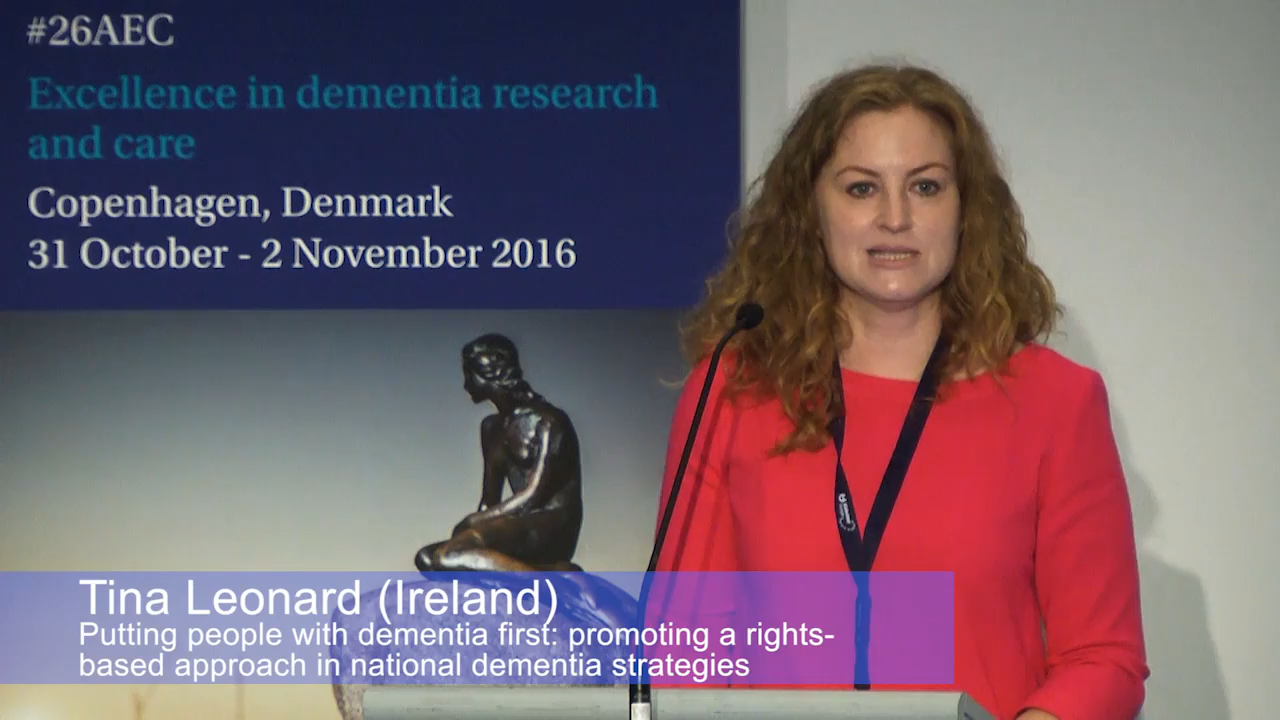 #26AEC
Excellence in dementia research
and care
Copenhagen, Denmark
31 October - 2 November 2016
Tina Leonard (Ireland)
Putting people with dementia first: promoting a rights-
based approach in national dementia strategies